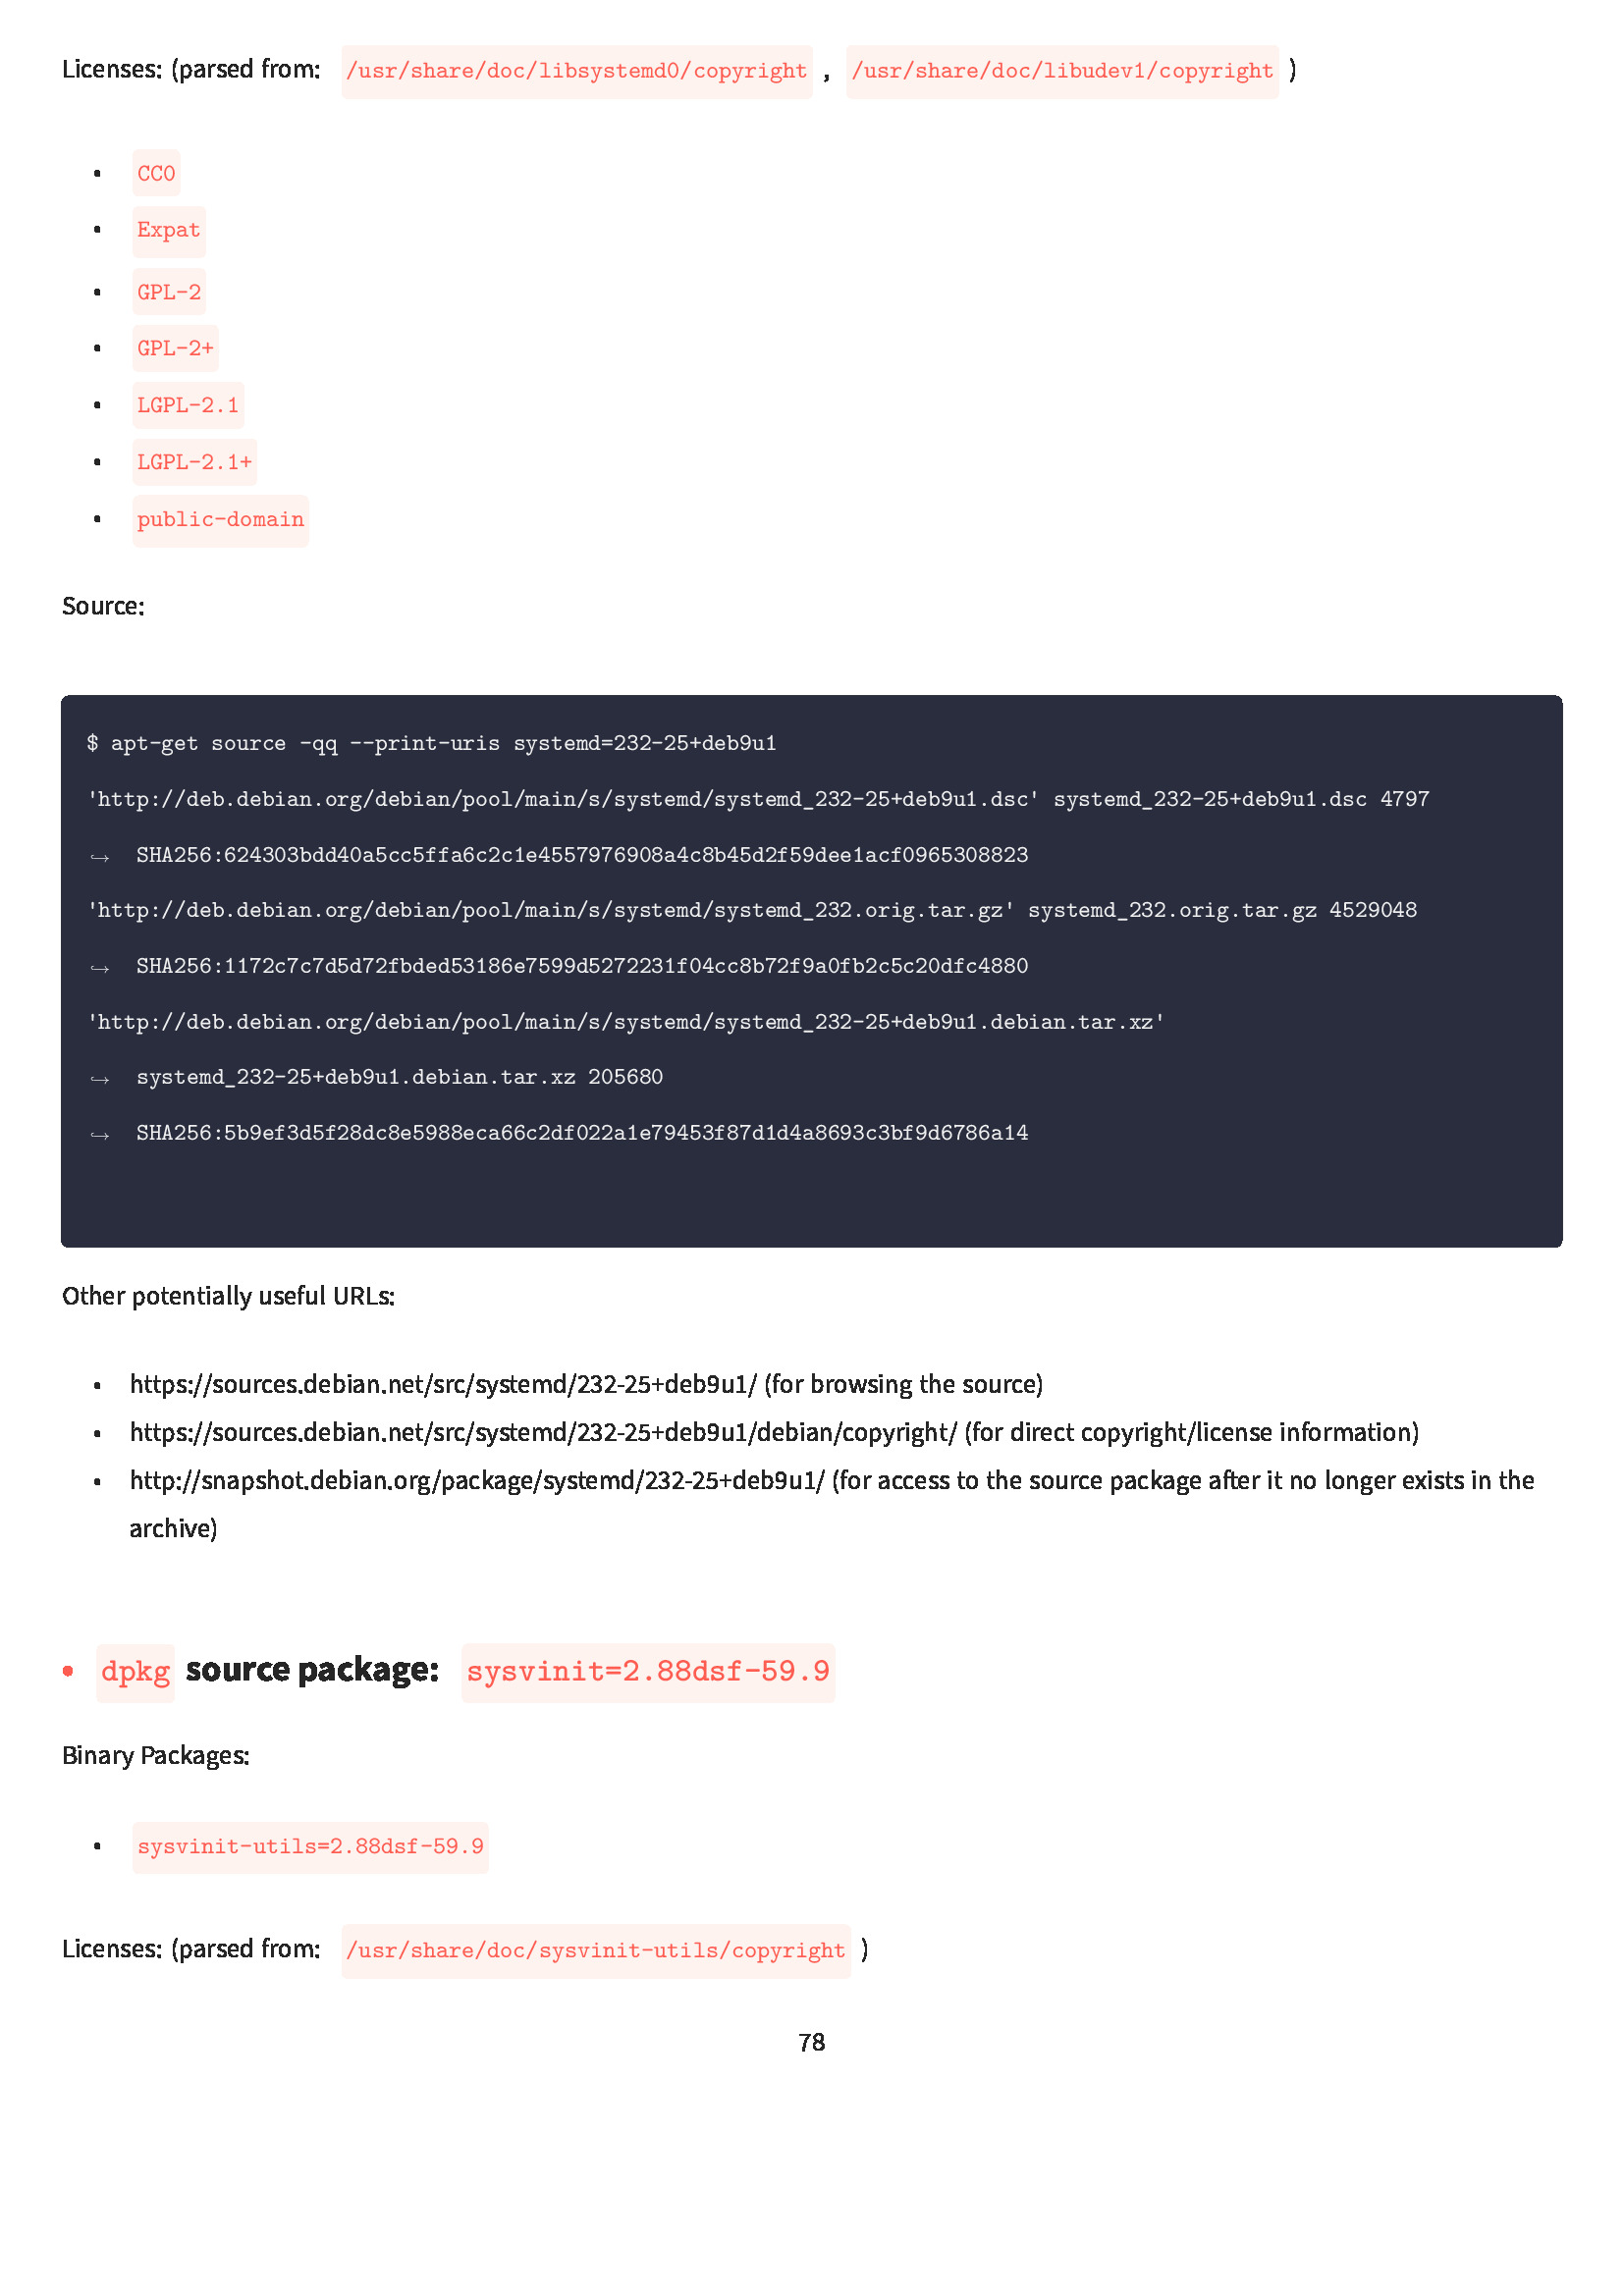 Licenses: (parsed from: /usr/share/doc/libsystemd0/copyright , /usr/share/doc/libudev1/copyright )
• CC0
• Expat
• GPL-2
• GPL-2+
• LGPL-2.1
• LGPL-2.1+
• public-domain
Source:
$ apt-get source -qq --print-uris systemd=232-25+deb9u1
'http://deb.debian.org/debian/pool/main/s/systemd/systemd_232-25+deb9u1.dsc' systemd_232-25+deb9u1.dsc 4797
↪ SHA256:624303bdd40a5cc5ffa6c2c1e4557976908a4c8b45d2f59dee1acf0965308823
'http://deb.debian.org/debian/pool/main/s/systemd/systemd_232.orig.tar.gz' systemd_232.orig.tar.gz 4529048
↪ SHA256:1172c7c7d5d72fbded53186e7599d5272231f04cc8b72f9a0fb2c5c20dfc4880
'http://deb.debian.org/debian/pool/main/s/systemd/systemd_232-25+deb9u1.debian.tar.xz'
↪ systemd_232-25+deb9u1.debian.tar.xz 205680
↪ SHA256:5b9ef3d5f28dc8e5988eca66c2df022a1e79453f87d1d4a8693c3bf9d6786a14
Other potentially useful URLs:
• https://sources.debian.net/src/systemd/232-25+deb9u1/ (for browsing the source)
• https://sources.debian.net/src/systemd/232-25+deb9u1/debian/copyright/ (for direct copyright/license information)
• http://snapshot.debian.org/package/systemd/232-25+deb9u1/ (for access to the source package after it no longer exists in the
archive)
• dpkg source package: sysvinit=2.88dsf-59.9
Binary Packages:
• sysvinit-utils=2.88dsf-59.9
Licenses: (parsed from: /usr/share/doc/sysvinit-utils/copyright )
78